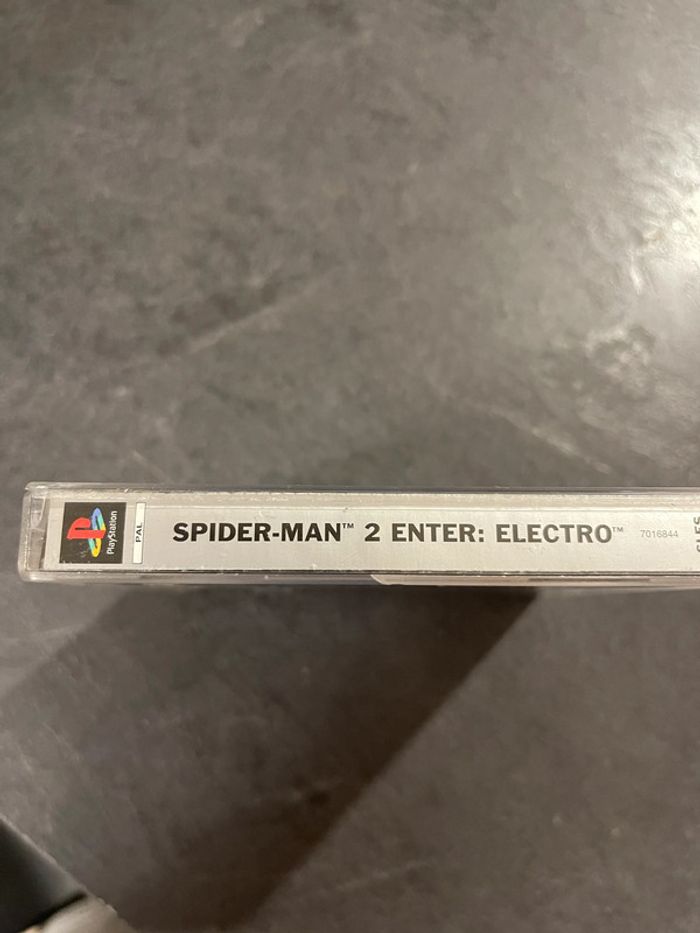 PlayStation
PAL
SPIDER-MAN™ 2 ENTER: ELECTRO™
7016844